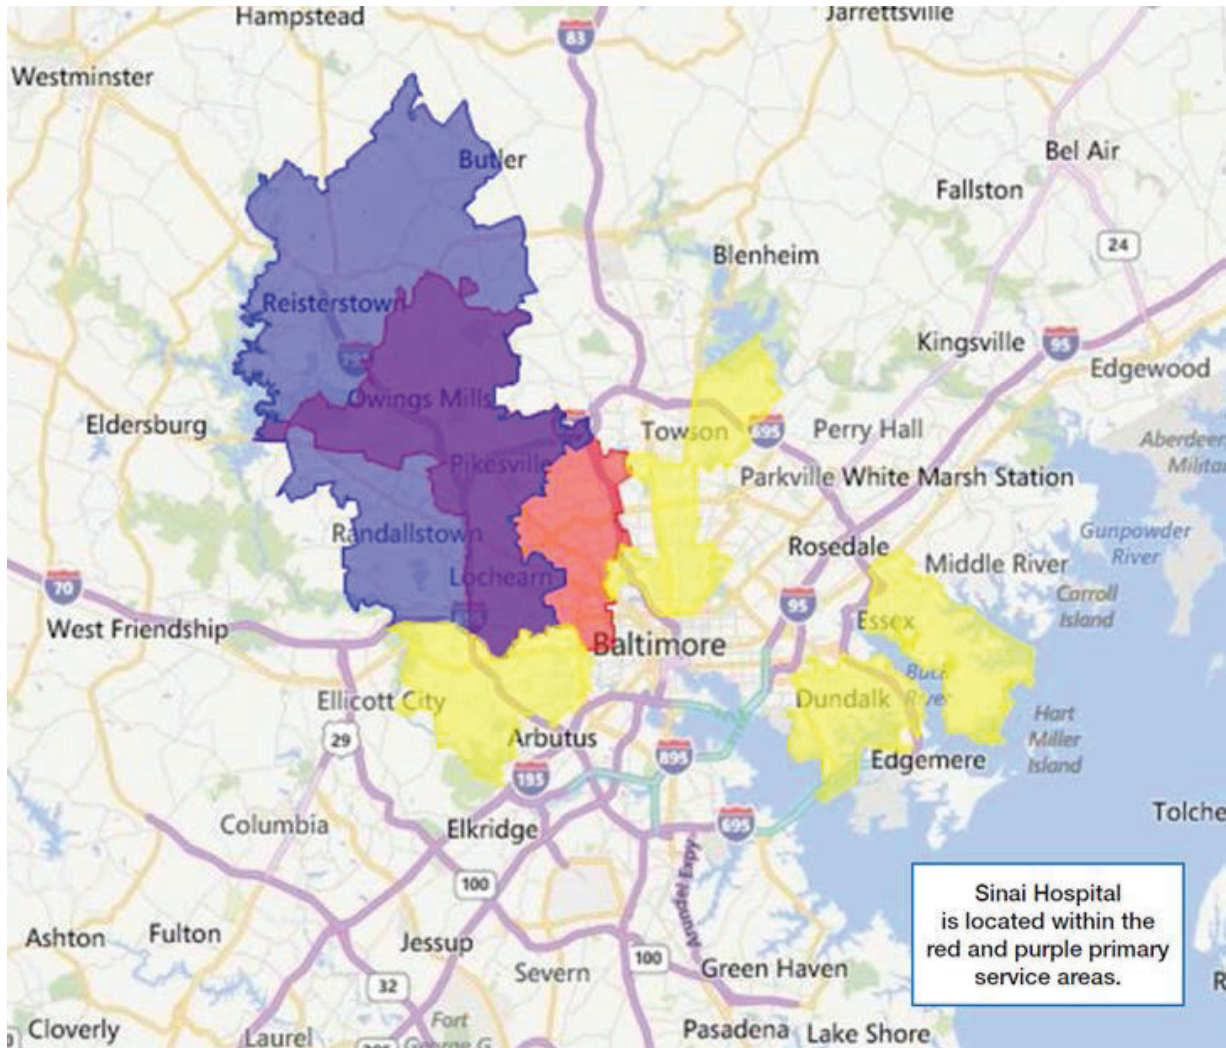 Hampstead
83
Jarrettsville
Westminster
Butler
Bel Air
Fallston
24
Blenheim
Reisterstown
Kingsville
95
Edgewood
795
Owings Mills
Eldersburg
Towson
695
Perry Hall
Pikesville
Parkville White Marsh Station
Randallstown
Gunpowder
River
Rosedale
Middle River
Lochearn
70
95
Carroll
Island
West Friendship
Essex
Baltimore
Ellicott City
Dundalk
River
29
Arbutus
Hart
Miller
Island
895
Edgemere
195
Columbia
Elkridge
695
Tolche
100
Arundel Expy
Sinai Hospital
is located within the
red and purple primary
service areas.
Ashton
Fulton
Jessup
Severn
100
Green Haven
32
R
Cloverly
Laurel
Fort
George G
Pasadena
Lake Shore